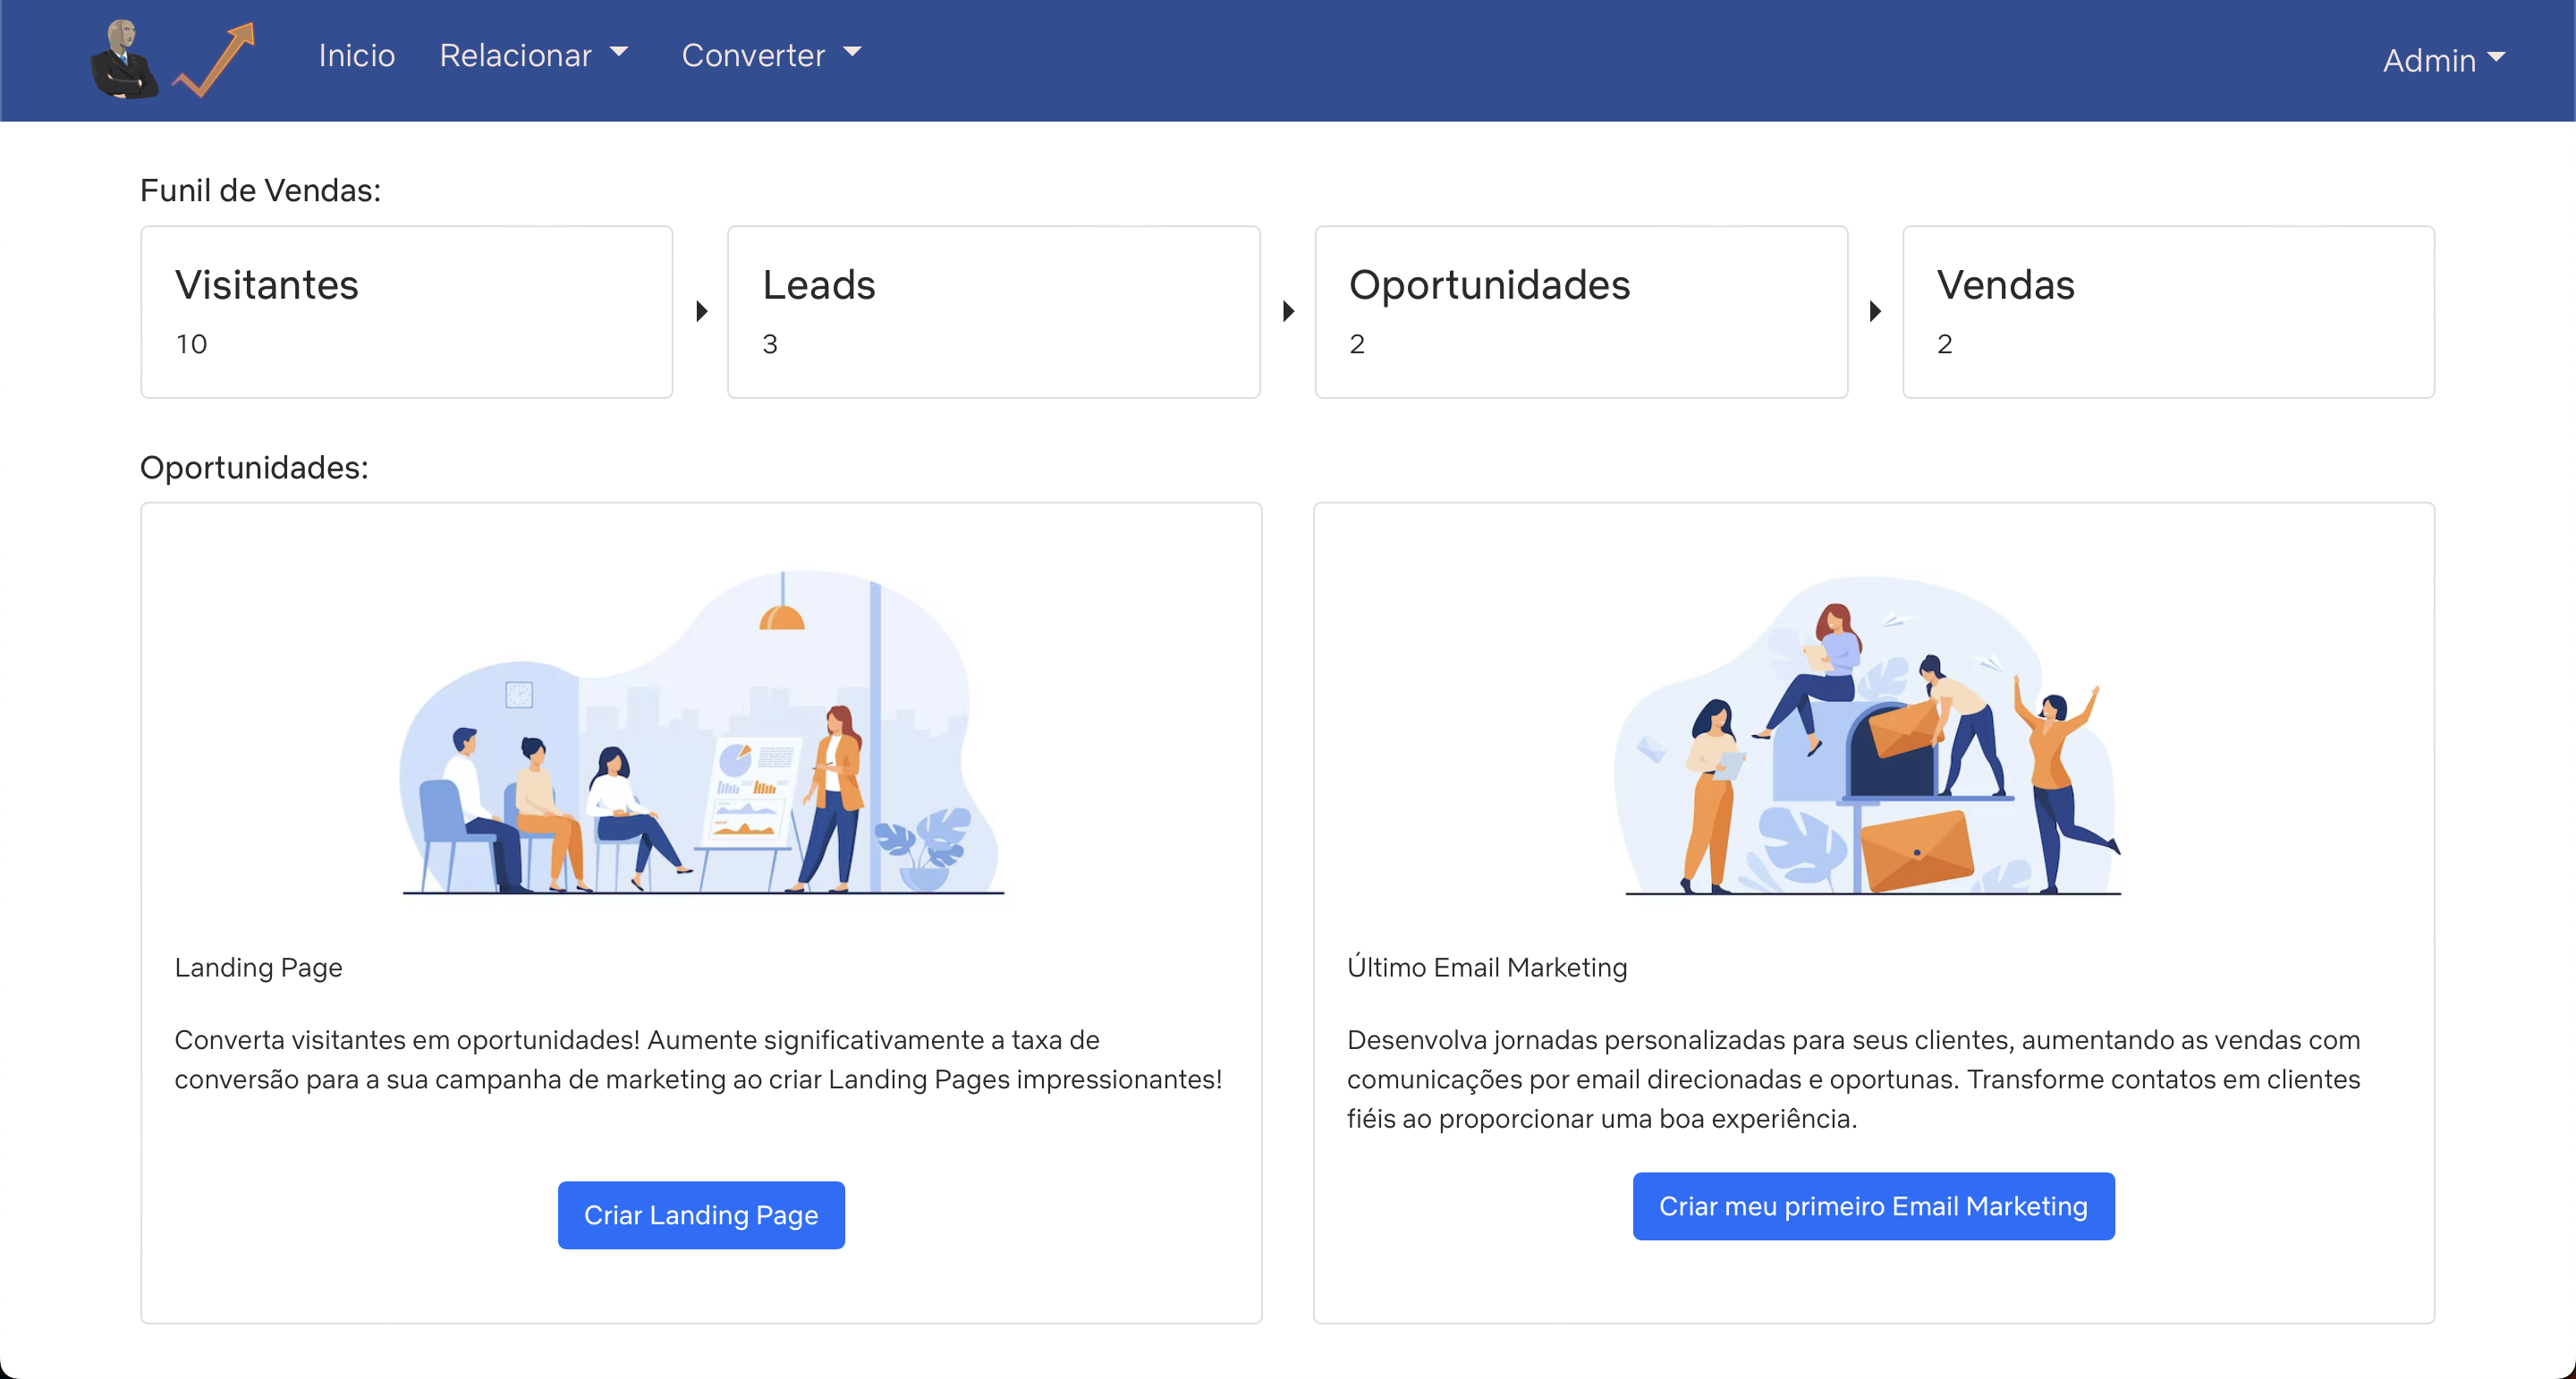 Inicio
Relacionar
Converter
Admin
Funil de Vendas:
Visitantes
10
Leads
3
Oportunidades
2
Vendas
2
Oportunidades:
Landing Page
Converta visitantes em oportunidades! Aumente significativamente a taxa de
conversão para a sua campanha de marketing ao criar Landing Pages impressionantes!
Criar Landing Page
Último Email Marketing
Desenvolva jornadas personalizadas para seus clientes, aumentando as vendas com
comunicações por email direcionadas e oportunas. Transforme contatos em clientes
fiéis ao proporcionar uma boa experiência.
Criar meu primeiro Email Marketing